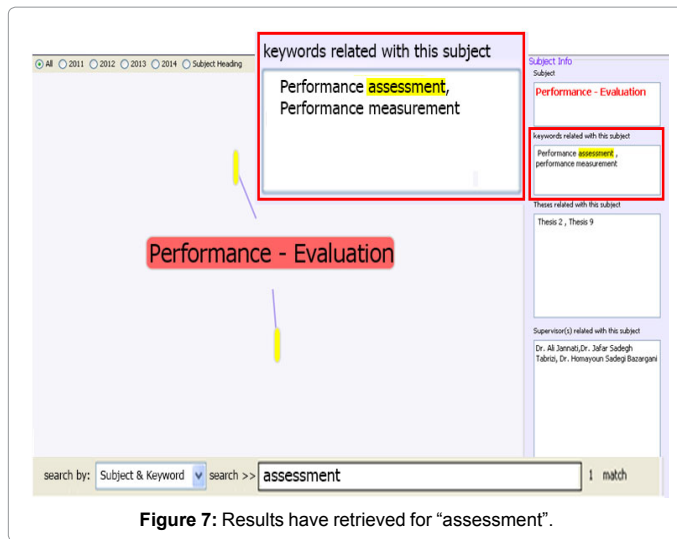 All 2011 2012 2013 2014 Subject Heading
keywords related with this subject
Performance assessment,
Performance measurement
Performance - Evaluation
Subject Info
Subject
Performance - Evaluation
keywords related with this subject
Performance assessment ,
performance measurement
Theses related with this subject
Thesis 2 , Thesis 9
Supervisor(s) related with this subject
Dr. Ali Jannati,Dr. Jafar Sadegh
Tabrizi, Dr. Homayoun Sadegi Bazargani
search by: Subject & Keyword search >> assessment 1 match
Figure 7: Results have retrieved for “assessment”.